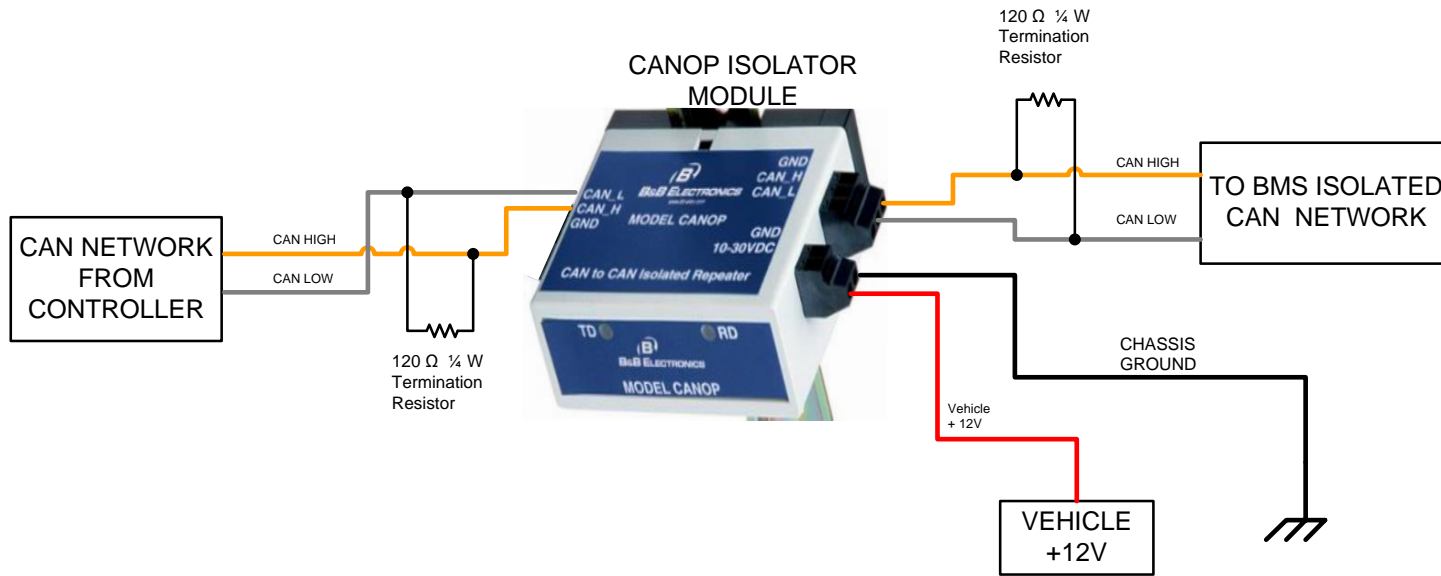 120 Ω ¼ W
Termination
Resistor
CANOP ISOLATOR
MODULE
CAN HIGH
TO BMS ISOLATED
CAN NETWORK
CAN LOW
GND
CAN_H
CAN_L
B
B&B ELECTRONICS
MODEL CANOP
CAN_L
CAN_H
GND
GND
10-30VDC
CAN to CAN Isolated Repeater
CAN NETWORK
FROM
CONTROLLER
CAN HIGH
CAN LOW
TD
RD
B
B&B ELECTRONICS
MODEL CANOP
120 Ω ¼ W
Termination
Resistor
CHASSIS
GROUND
Vehicle
+ 12V
VEHICLE
+12V